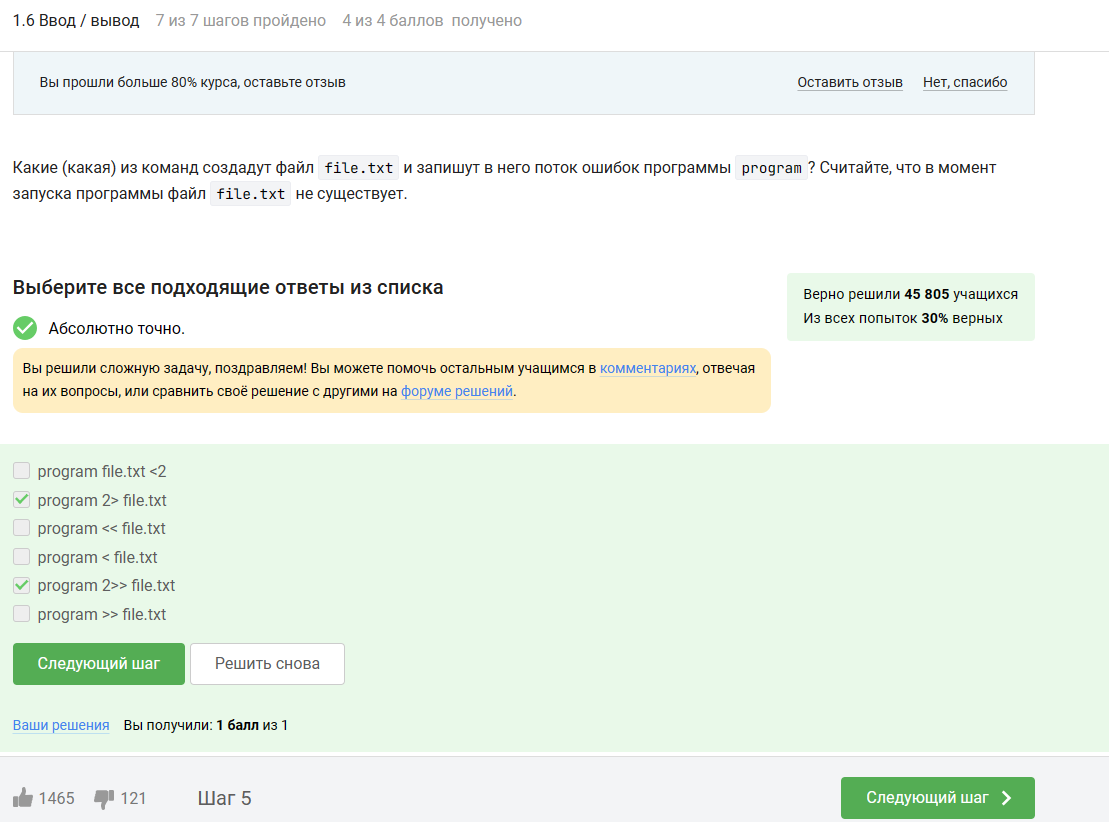 1.6 Ввод / вывод 7 из 7 шагов пройдено 4 из 4 баллов получено
Вы прошли больше 80% курса, оставьте отзыв Оставить отзыв Нет, спасибо
Какие (какая) из команд создадут файл file.txt и запишут в него поток ошибок программы program? Считайте, что в момент
запуска программы файл file.txt не существует.
Выберите все подходящие ответы из списка
Верно решили 45 805 учащихся
Из всех попыток 30% верных
Абсолютно точно.
Вы решили сложную задачу, поздравляем! Вы можете помочь остальным учащимся в комментариях, отвечая
на их вопросы, или сравнить своё решение с другими на форуме решений.
program file.txt <2
program 2> file.txt
program << file.txt
program < file.txt
program 2>> file.txt
program >> file.txt
Следующий шаг Решить снова
Ваши решения Вы получили: 1 балл из 1
1465 121 Шаг 5 Следующий шаг